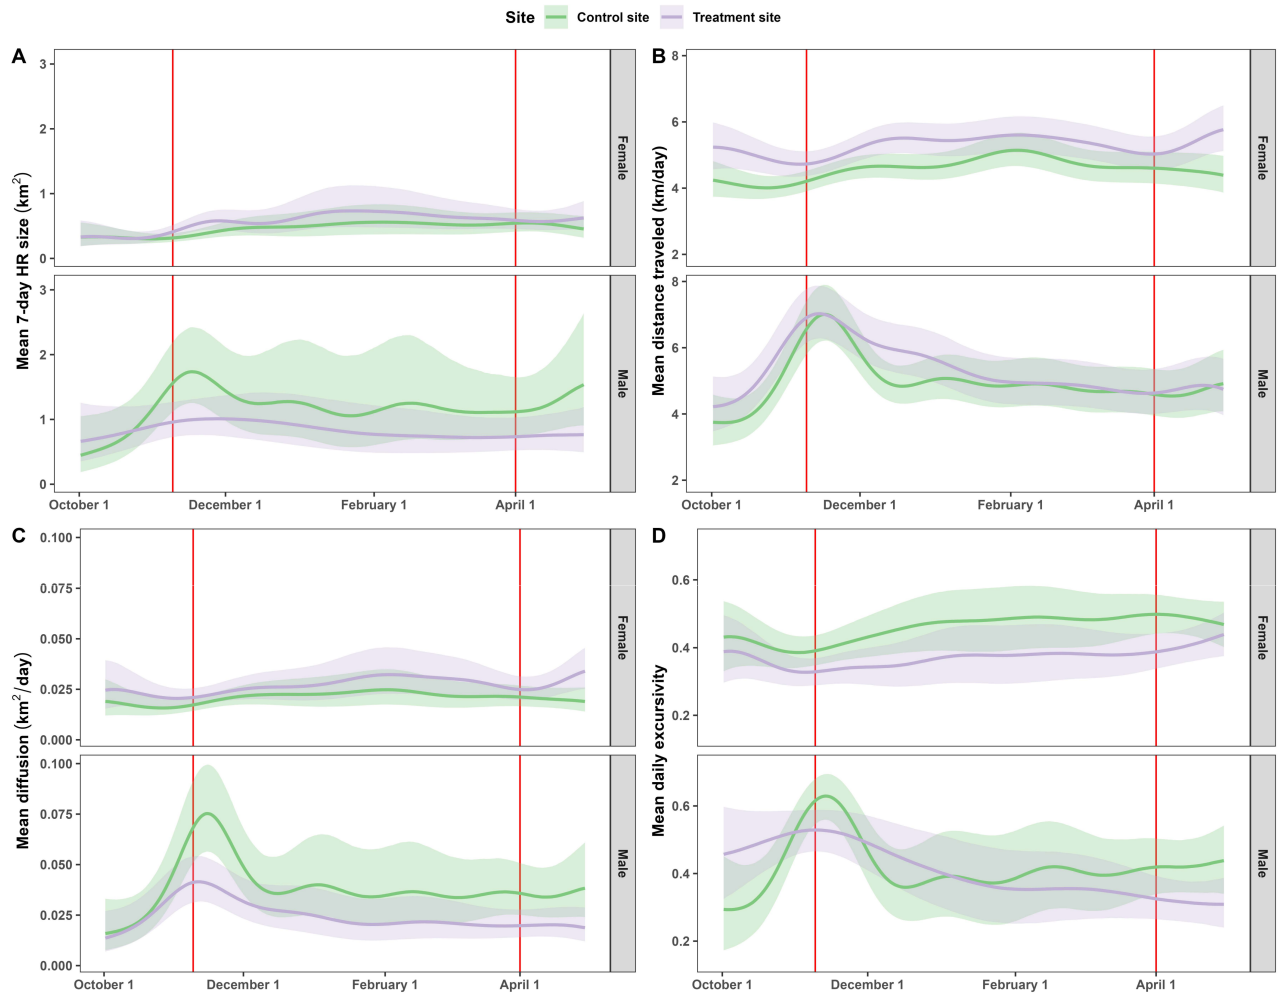 Site Control site Treatment site
A
Mean 7-day HR size (km²)
3
2
1
0
Female
3
2
1
0
Male
October 1 December 1 February 1 April 1
B
Mean distance traveled (km/day)
8
6
4
2
Female
8
6
4
2
Male
October 1 December 1 February 1 April 1
C
Mean diffusion (km²/day)
0.100
0.075
0.050
0.025
0.000
Female
0.100
0.075
0.050
0.025
0.000
Male
October 1 December 1 February 1 April 1
D
Mean daily excursivity
0.6
0.4
0.2
Female
0.6
0.4
0.2
Male
October 1 December 1 February 1 April 1